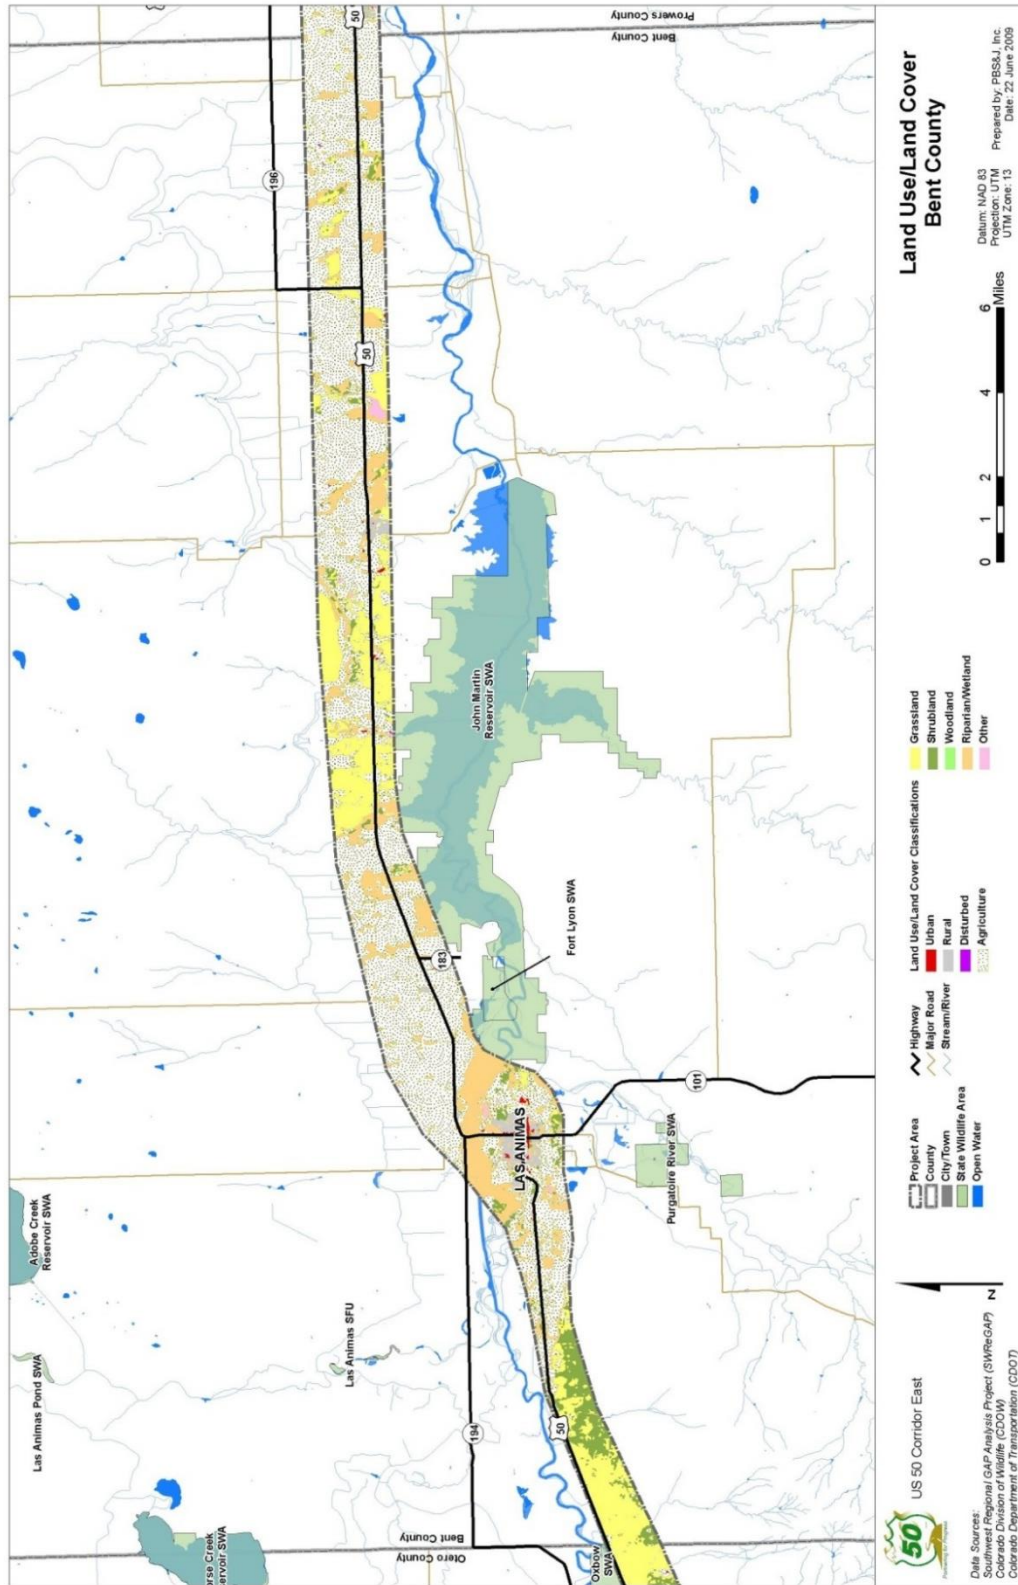 Prowers County
Bent County
50
196
50
John Martin
Reservoir SWA
Fort Lyon SWA
183
Adobe Creek
Reservoir SWA
LAS ANIMAS
101
Purgatoire River SWA
Las Animas Pond SWA
Las Animas SFU
194
50
Bent County
Otero County
Oxbow
SWA
orse Creek
ervoir SWA
50
US 50 Corridor East
Data Sources:
Southwest Regional GAP Analysis Project (SWReGAP)
Colorado Division of Wildlife (CDOW)
Colorado Department of Transportation (CDOT)
N
Project Area
County
City/Town
State Wildlife Area
Open Water
Highway
Major Road
Stream/River
Land Use/Land Cover Classifications
Urban
Rural
Disturbed
Agriculture
Grassland
Shrubland
Woodland
Riparian/Wetland
Other
0 1 2 4 6
Miles
Land Use/Land Cover
Bent County
Datum: NAD 83
Projection: UTM
UTM Zone: 13
Prepared by: PBS&J, Inc.
Date: 22 June 2009